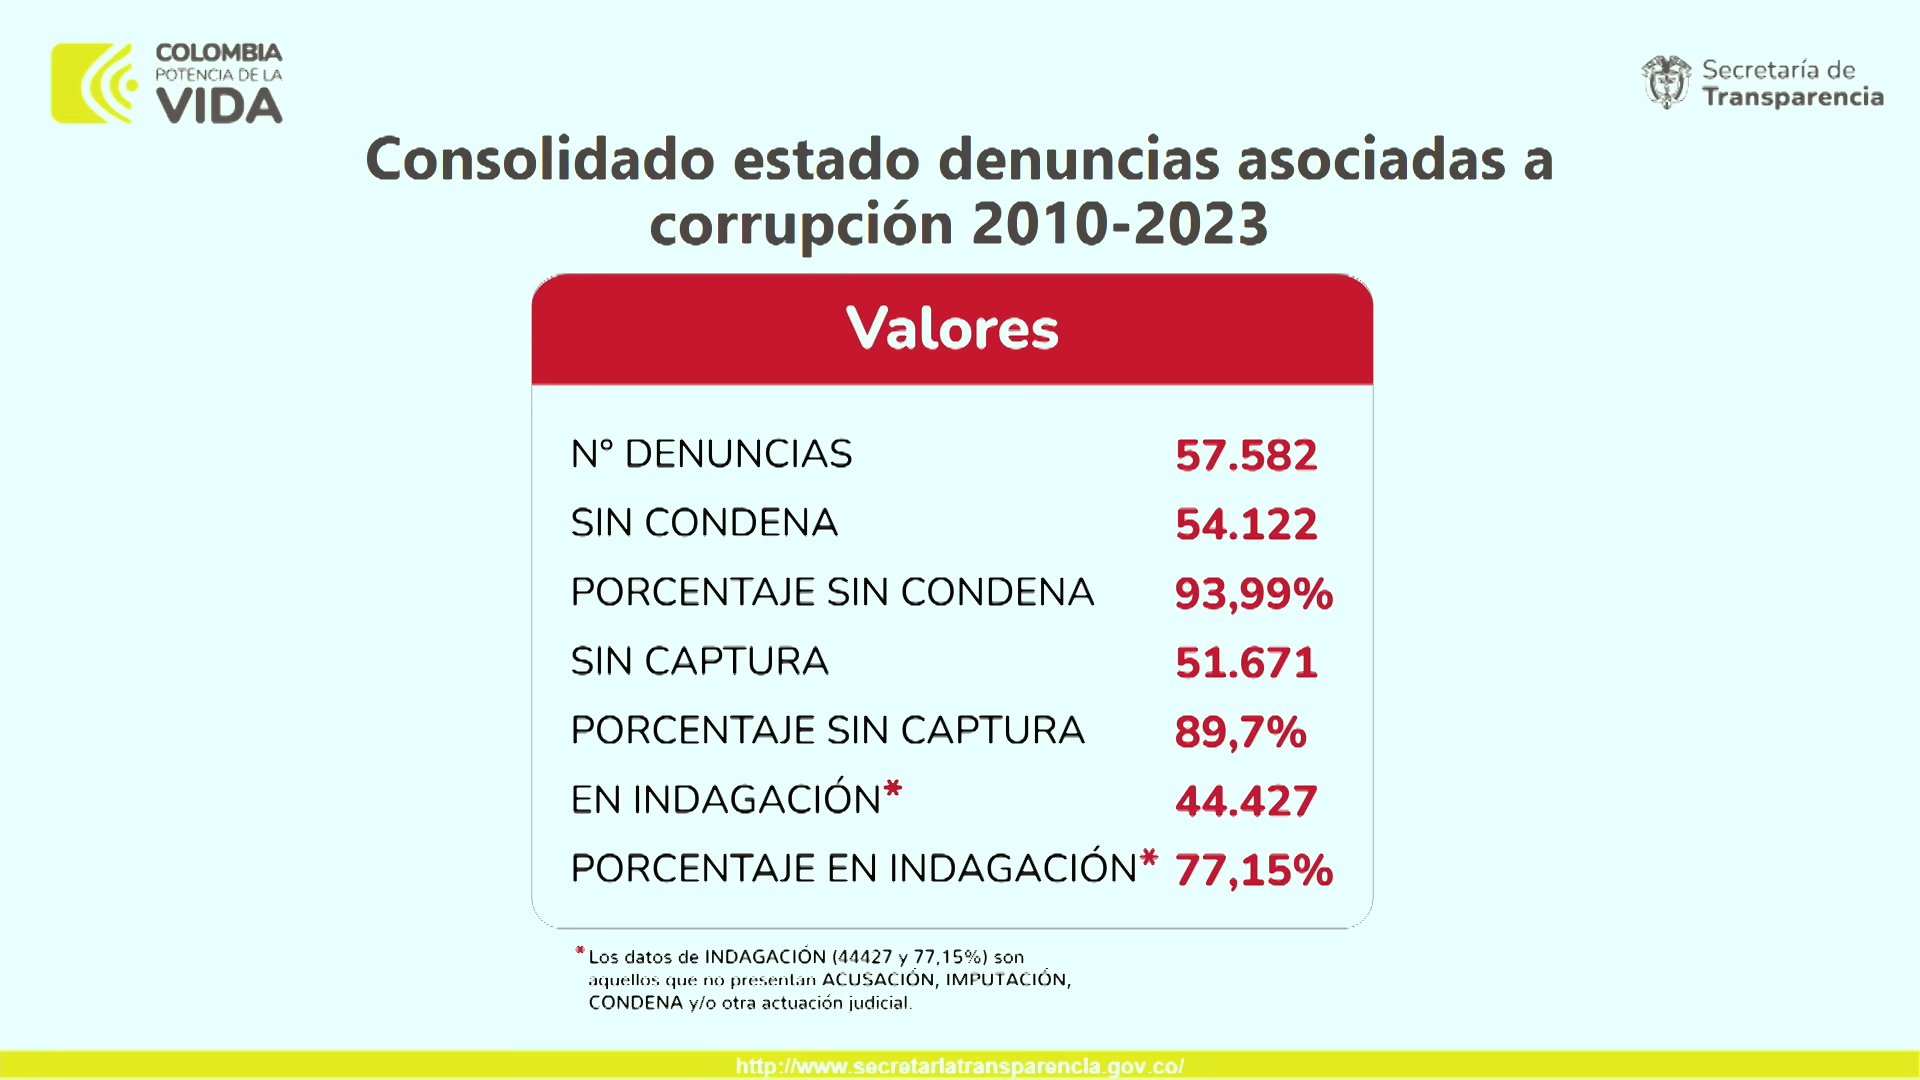 COLOMBIA
POTENCIA DE LA
VIDA
Secretaría de
Transparencia
Consolidado estado denuncias asociadas a
corrupción 2010-2023
Valores
N° DENUNCIAS 57.582
SIN CONDENA 54.122
PORCENTAJE SIN CONDENA 93,99%
SIN CAPTURA 51.671
PORCENTAJE SIN CAPTURA 89,7%
EN INDAGACIÓN* 44.427
PORCENTAJE EN INDAGACIÓN* 77,15%
* Los datos de INDAGACIÓN (44427 y 77,15%) son
aquellos que no presentan ACUSACIÓN, IMPUTACIÓN,
CONDENA y/o otra actuación judicial.
http://www.secretariatransparencia.gov.co/